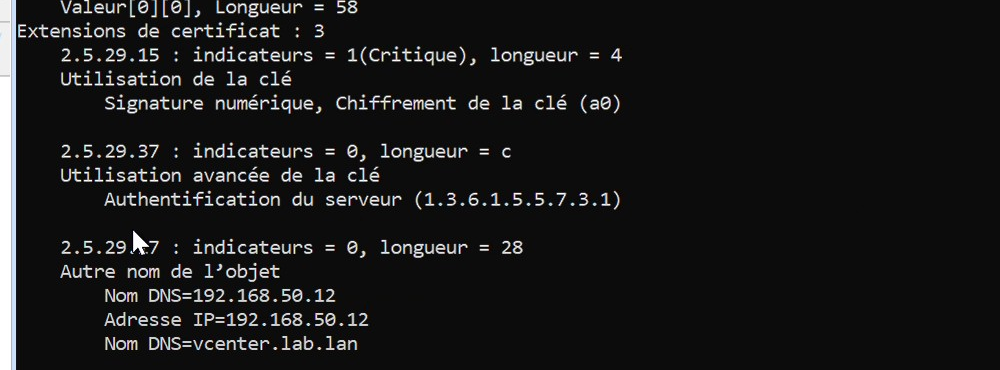 Valeur[0][0], Longueur = 58
Extensions de certificat : 3
2.5.29.15 : indicateurs = 1(Critique), longueur = 4
Utilisation de la clé
Signature numérique, Chiffrement de la clé (a0)
2.5.29.37 : indicateurs = 0, longueur = c
Utilisation avancée de la clé
Authentification du serveur (1.3.6.1.5.5.7.3.1)
: indicateurs = 0, longueur = 28
Autre nom de l’objet
Nom DNS=192.168.50.12
Adresse IP=192.168.50.12
Nom DNS=vcenter.lab.lan